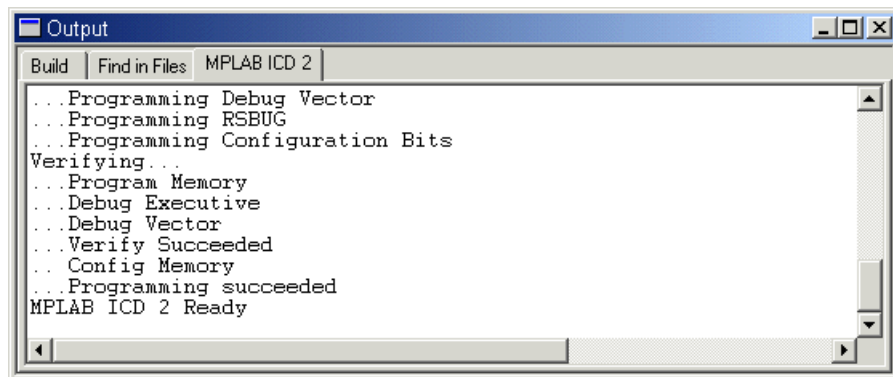 Output
Build Find in Files MPLAB ICD 2
...Programming Debug Vector
...Programming RSBUG
...Programming Configuration Bits
Verifying...
...Program Memory
...Debug Executive
...Debug Vector
...Verify Succeeded
.. Config Memory
...Programming succeeded
MPLAB ICD 2 Ready